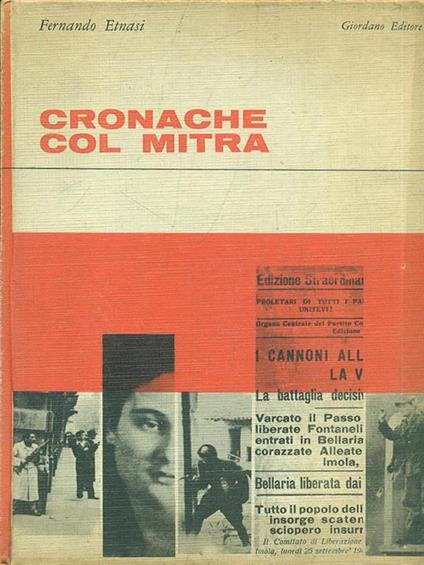 Fernando Etnasi
Giordano Editore
CRONACHE
COL MITRA
Edizione Straordinar
PROLETARI DI TUTTI I PA
UNITEVI!
Organo Centrale del Partito Co
Edizione
I CANNONI ALL
LA V
La battaglia decisiv
Varcato il Passo
liberate Fontaneli
entrati in Bellaria
corazzate Alleate
Imola,
Bellaria liberata dai
Tutto il popolo dell
insorge scaten
sciopero insurr
Il Comitato di Liberazione
Imola, lunedì 25 settembre' 19